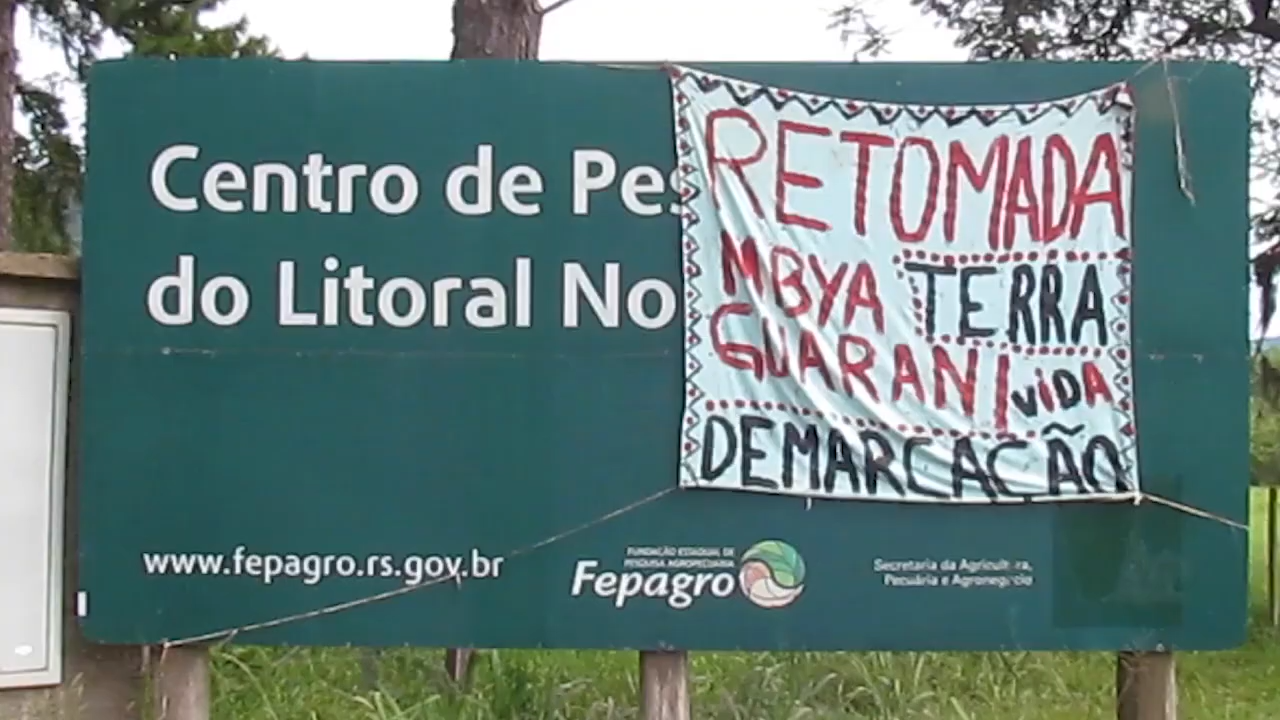 Centro de Pes
do Litoral No
RETOMADA
MBYA TERRA
GUARANI VIDA
DEMARCAÇÃO
www.fepagro.rs.gov.br
FUNDAÇÃO ESTADUAL DE
PESQUISA AGROPECUÁRIA
Fepagro
Secretaria da Agricultura,
Pecuária e Agronegócio